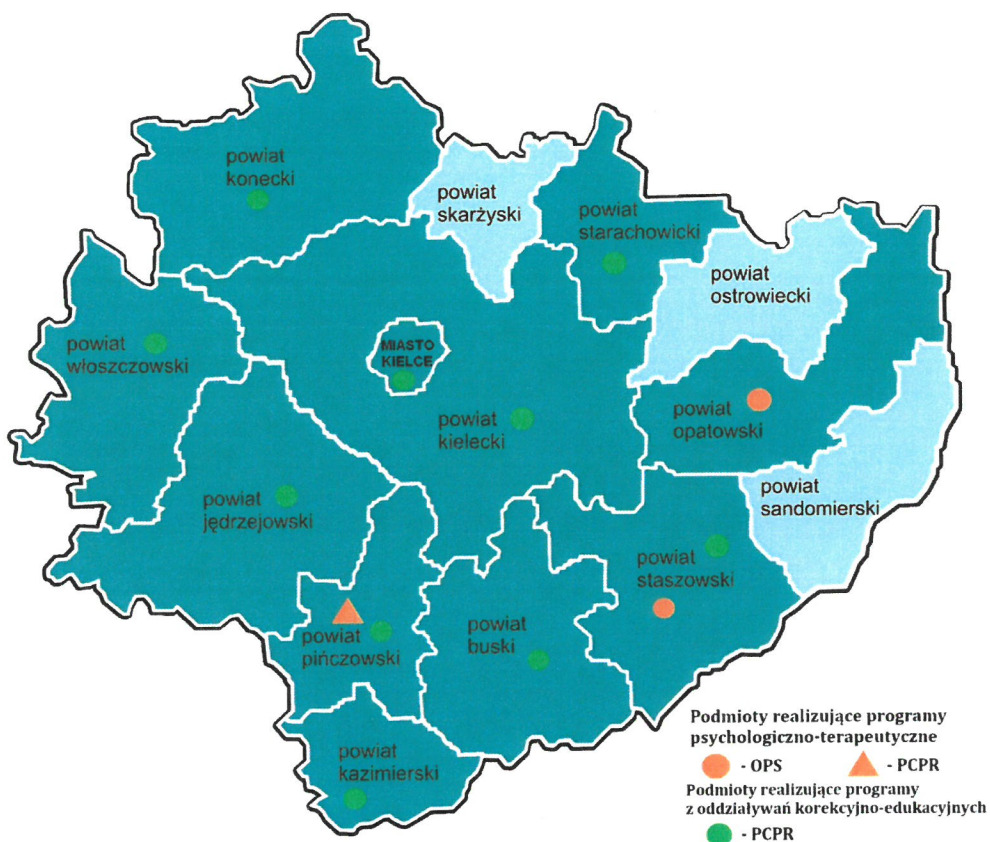 powiat
konecki
powiat
skarżyski
powiat
starachowicki
powiat
ostrowiecki
powiat
włoszczowski
MIASTO
KIELCE
powiat
kielecki
powiat
opatowski
powiat
sandomierski
powiat
jędrzejowski
powiat
staszowski
powiat
pińczowski
powiat
buski
powiat
kazimierski
Podmioty realizujące programy
psychologiczno-terapeutyczne
- OPS - PCPR
Podmioty realizujące programy
z oddziaływań korekcyjno-edukacyjnych
- PCPR